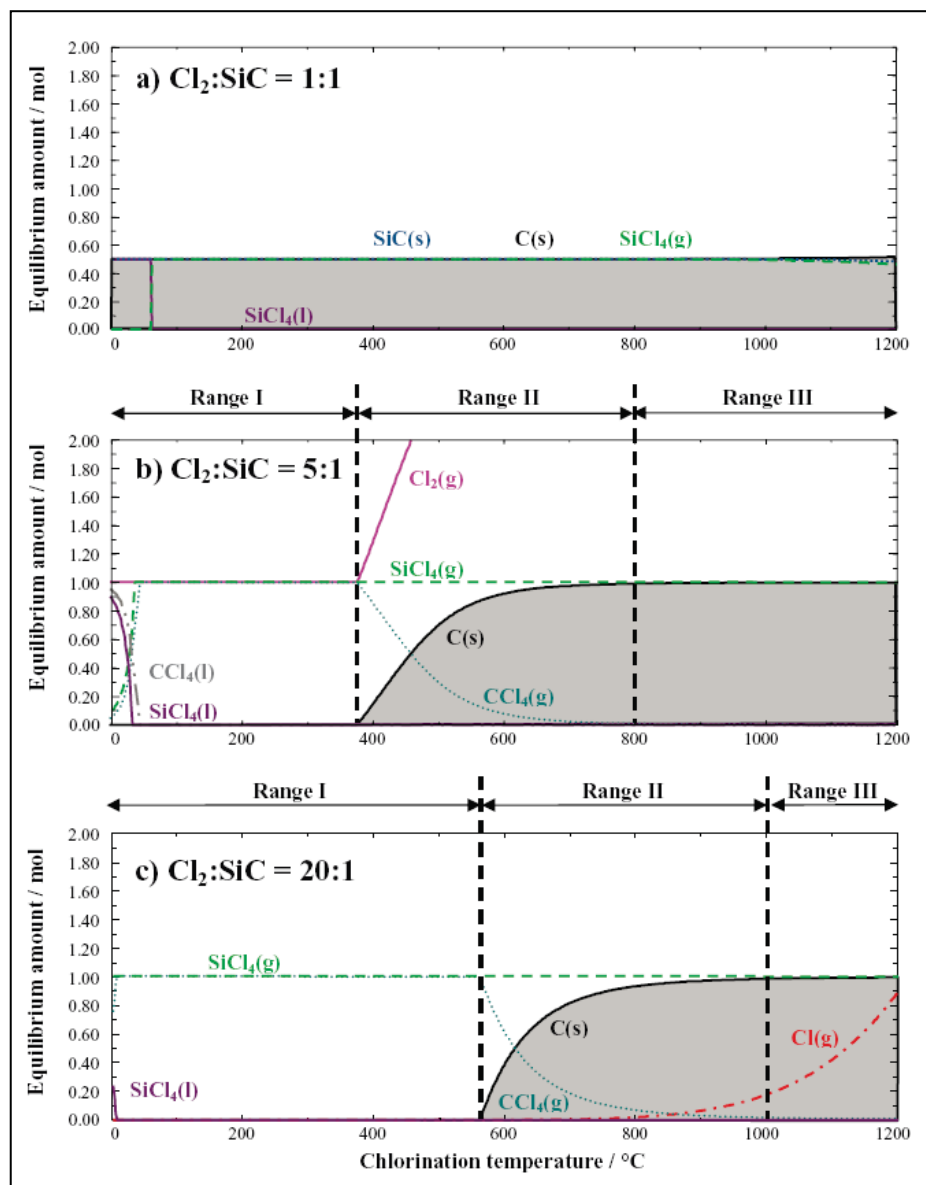 2.00
1.80
1.60
1.40
1.20
1.00
0.80
0.60
0.40
0.20
0.00
Equilibrium amount / mol
a) Cl₂:SiC = 1:1
SiC(s) C(s) SiCl₄(g)
SiCl₄(l)
0 200 400 600 800 1000 1200
Range I Range II Range III
2.00
1.80
1.60
1.40
1.20
1.00
0.80
0.60
0.40
0.20
0.00
Equilibrium amount / mol
b) Cl₂:SiC = 5:1
Cl₂(g)
SiCl₄(g)
C(s)
CCl₄(l)
CCl₄(g)
SiCl₄(l)
0 200 400 600 800 1000 1200
Range I Range II Range III
2.00
1.80
1.60
1.40
1.20
1.00
0.80
0.60
0.40
0.20
0.00
Equilibrium amount / mol
c) Cl₂:SiC = 20:1
SiCl₄(g)
C(s)
Cl(g)
SiCl₄(l)
CCl₄(g)
0 200 400 600 800 1000 1200
Chlorination temperature / °C